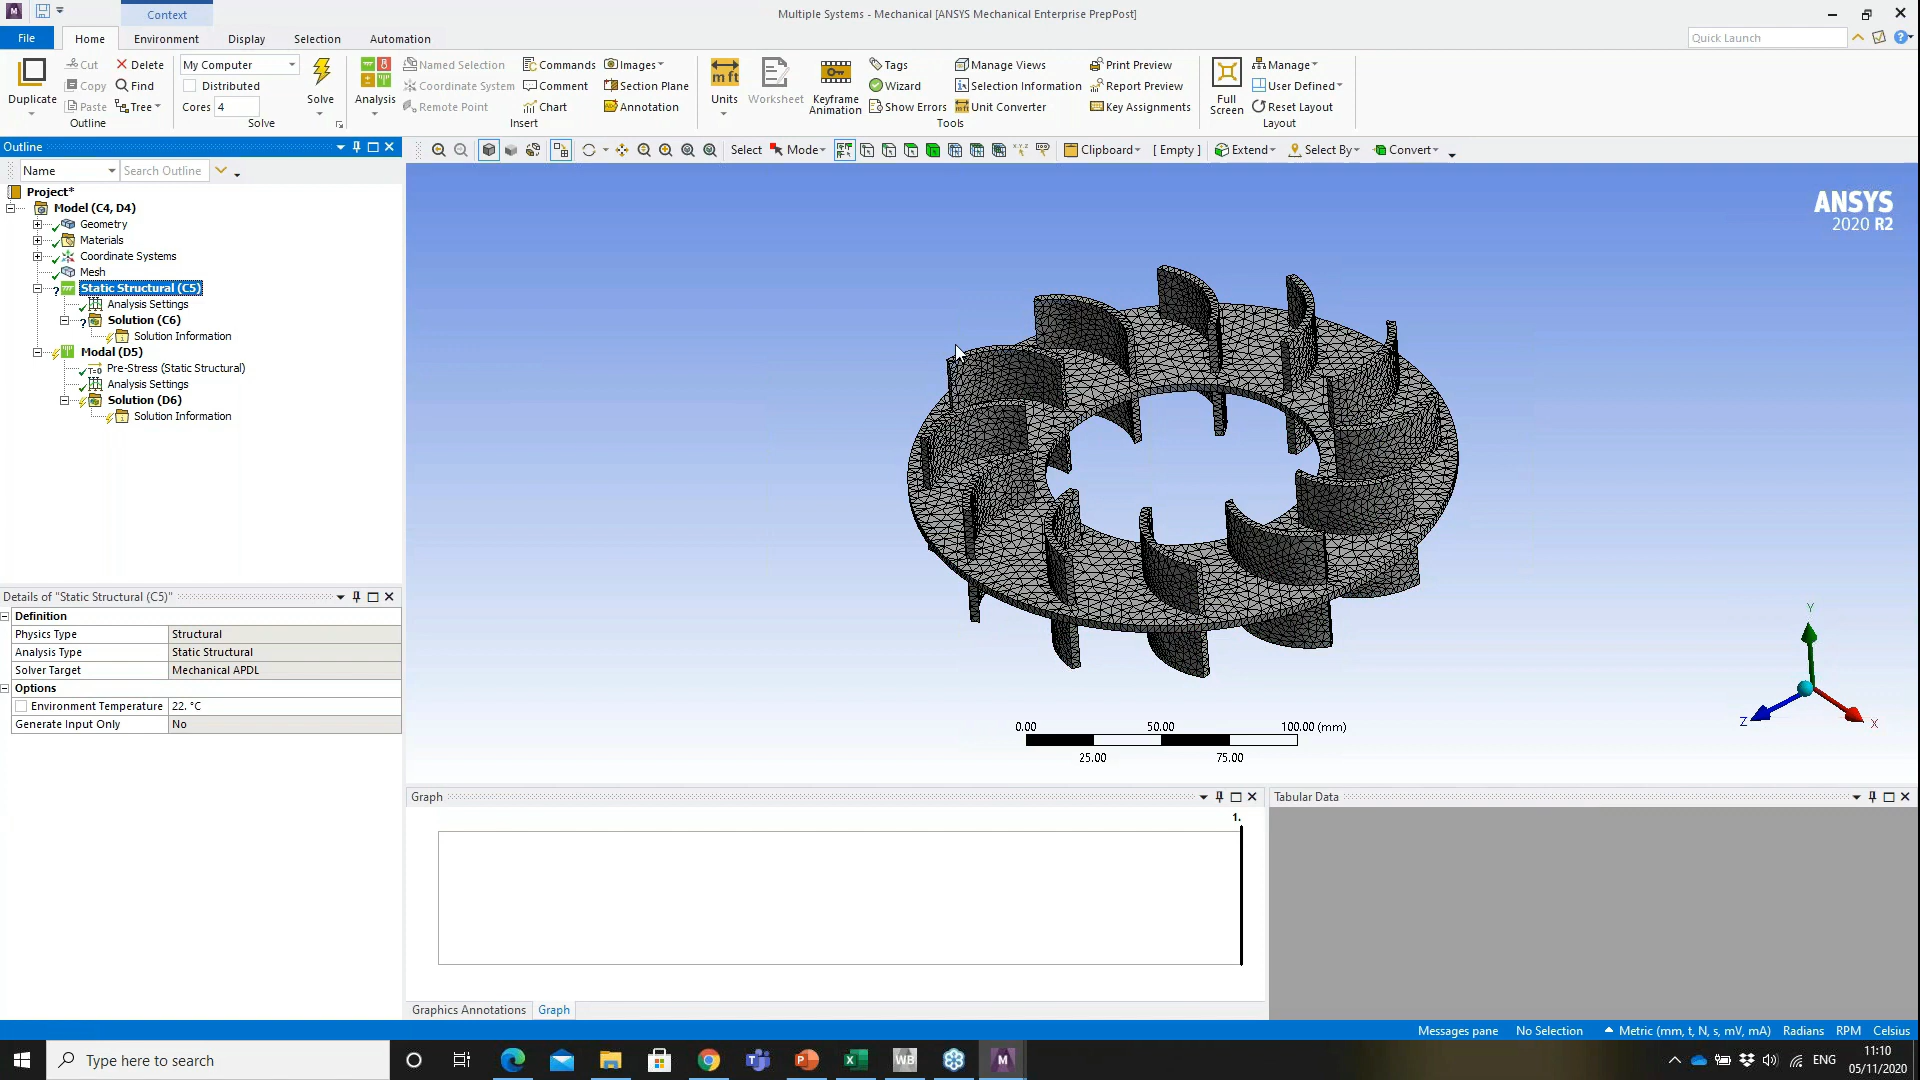 Context
Multiple Systems - Mechanical [ANSYS Mechanical Enterprise PrepPost]
File
Home
Environment
Display
Selection
Automation
Quick Launch
Duplicate
Cut
Copy
Paste
Delete
Find
Tree
Outline
My Computer
Distributed
Cores 4
Solve
Solve
Analysis
Named Selection
Coordinate System
Remote Point
Commands
Comment
Chart
Images
Section Plane
Annotation
Insert
Units
Worksheet
Keyframe
Animation
Tags
Wizard
Show Errors
Manage Views
Selection Information
Unit Converter
Print Preview
Report Preview
Key Assignments
Tools
Full
Screen
Manage
User Defined
Reset Layout
Layout
Outline
Name
Search Outline
Select
Mode
Clipboard
[ Empty ]
Extend
Select By
Convert
Project*
Model (C4, D4)
Geometry
Materials
Coordinate Systems
Mesh
Static Structural (C5)
Analysis Settings
Solution (C6)
Solution Information
Modal (D5)
Pre-Stress (Static Structural)
Analysis Settings
Solution (D6)
Solution Information
ANSYS
2020 R2
Details of "Static Structural (C5)"
Definition
Physics Type Structural
Analysis Type Static Structural
Solver Target Mechanical APDL
Options
Environment Temperature 22. °C
Generate Input Only No
Y
Z
X
0.00 50.00 100.00 (mm)
25.00 75.00
Graph
Tabular Data
1.
Graphics Annotations
Graph
Messages pane
No Selection
Metric (mm, t, N, s, mV, mA)
Radians
RPM
Celsius
Type here to search
WB
M
ENG
11:10
05/11/2020